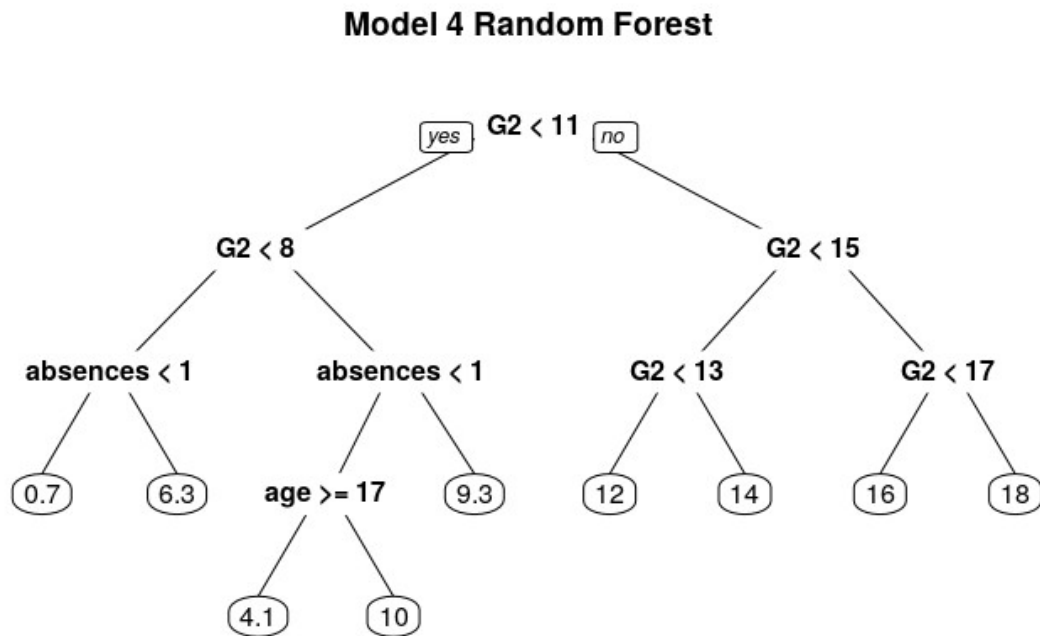 Model 4 Random Forest
yes G2 < 11 no
G2 < 8 G2 < 15
absences < 1 absences < 1 G2 < 13 G2 < 17
0.7 6.3 age >= 17 9.3 12 14 16 18
4.1 10